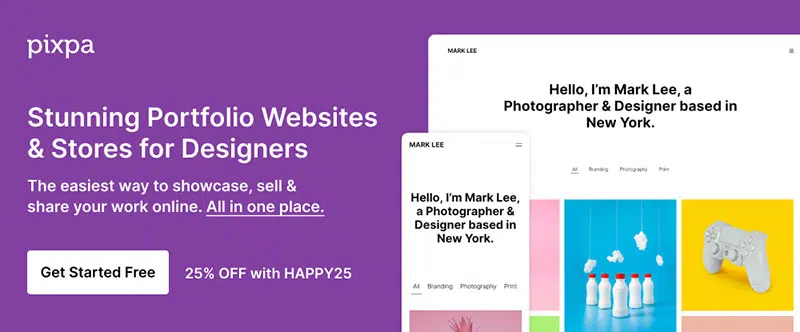 pixpa
Stunning Portfolio Websites
& Stores for Designers
The easiest way to showcase, sell &
share your work online. All in one place.
Get Started Free
25% OFF with HAPPY25
MARK LEE
Hello, I'm Mark Lee, a
Photographer & Designer based in
New York.
All Branding Photography Print
MARK LEE
Hello, I'm Mark Lee,
a Photographer &
Designer based in
New York.
All Branding Photography Print